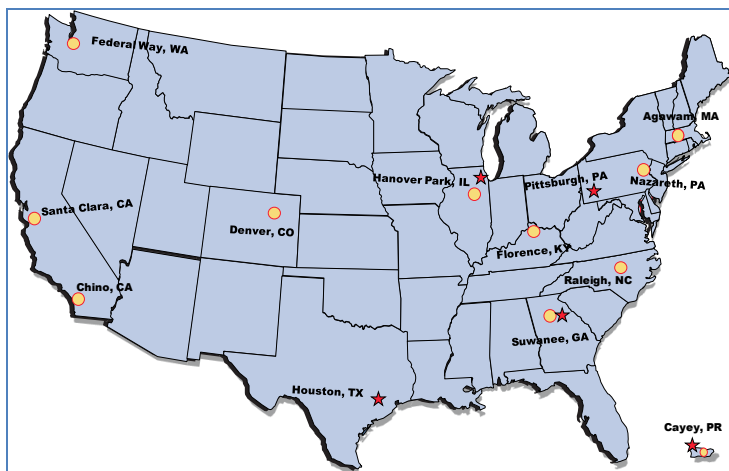 Federal Way, WA
Agawam, MA
Hanover Park, IL
Pittsburgh, PA
Nazareth, PA
Santa Clara, CA
Denver, CO
Florence, KY
Chino, CA
Raleigh, NC
Suwanee, GA
Houston, TX
Cayey, PR